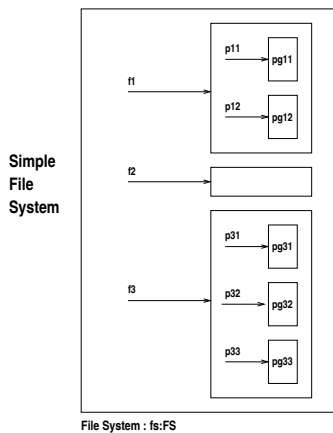 Simple
File
System
f1
p11
pg11
p12
pg12
f2
f3
p31
pg31
p32
pg32
p33
pg33
File System : fs:FS